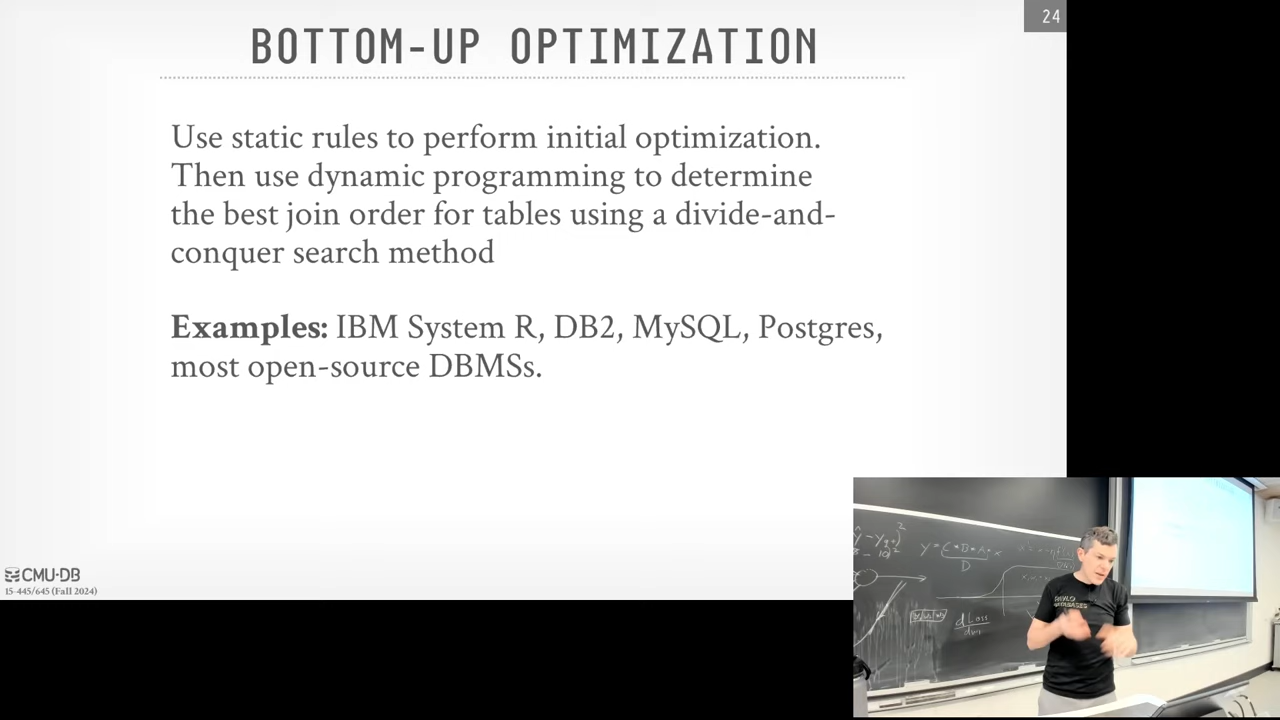 24
BOTTOM-UP OPTIMIZATION
Use static rules to perform initial optimization.
Then use dynamic programming to determine
the best join order for tables using a divide-and-
conquer search method
Examples: IBM System R, DB2, MySQL, Postgres,
most open-source DBMSs.
CMU-DB
15-445/645 (Fall 2024)
dLoss